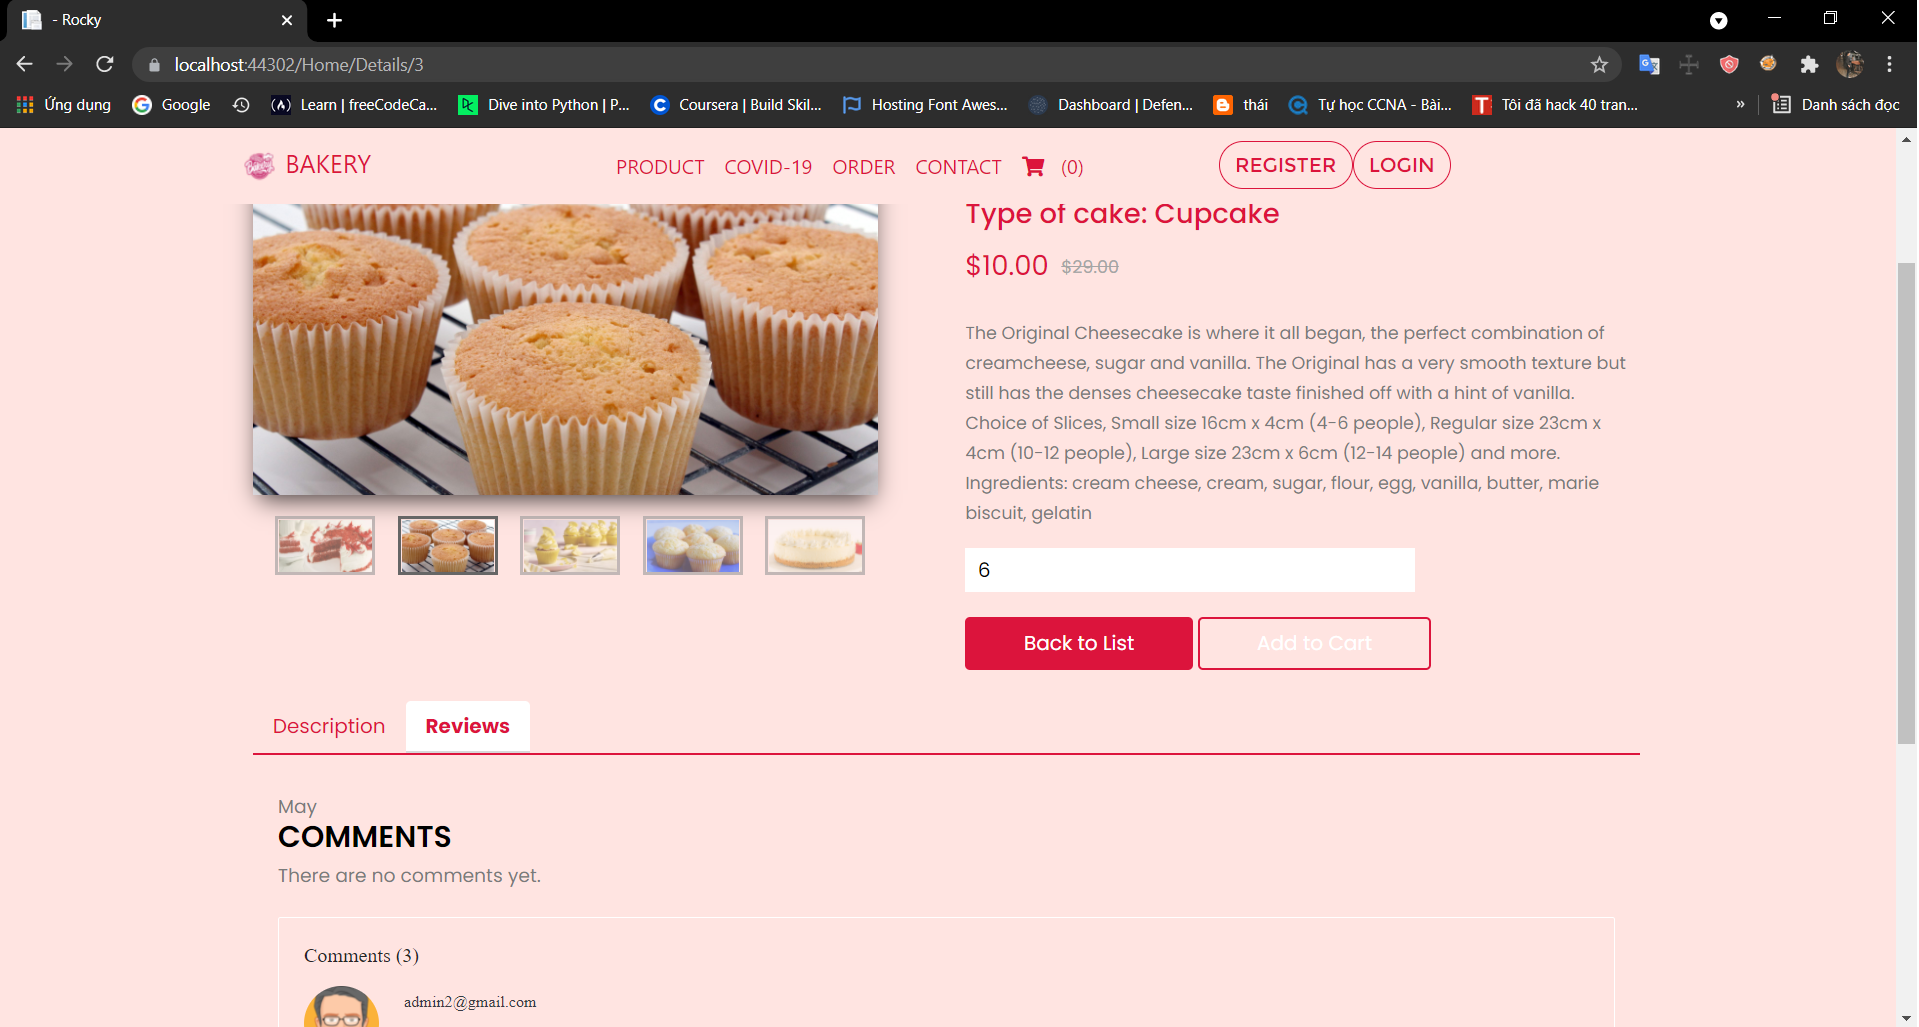 - Rocky
localhost:44302/Home/Details/3
Ứng dụng
Google
Learn | freeCodeCa...
Dive into Python | P...
Coursera | Build Skil...
Hosting Font Awes...
Dashboard | Defen...
thái
Tự học CCNA - Bài...
Tôi đã hack 40 tran...
»
Danh sách đọc
BAKERY
PRODUCT
COVID-19
ORDER
CONTACT
(0)
REGISTER
LOGIN
Type of cake: Cupcake
$10.00 $29.00
The Original Cheesecake is where it all began, the perfect combination of
creamcheese, sugar and vanilla. The Original has a very smooth texture but
still has the denses cheesecake taste finished off with a hint of vanilla.
Choice of Slices, Small size 16cm x 4cm (4-6 people), Regular size 23cm x
4cm (10-12 people), Large size 23cm x 6cm (12-14 people) and more.
Ingredients: cream cheese, cream, sugar, flour, egg, vanilla, butter, marie
biscuit, gelatin
6
Back to List
Add to Cart
Description
Reviews
May
COMMENTS
There are no comments yet.
Comments (3)
admin2@gmail.com